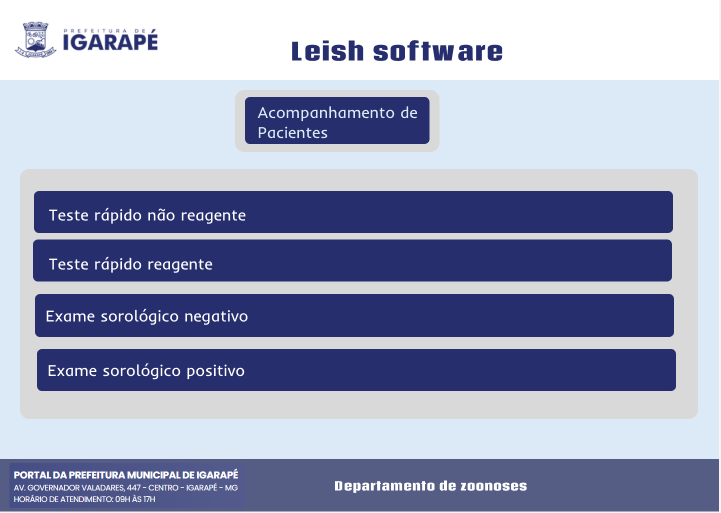 PREFEITURA DE
IGARAPÉ
Leish software
Acompanhamento de
Pacientes
Teste rápido não reagente
Teste rápido reagente
Exame sorológico negativo
Exame sorológico positivo
PORTAL DA PREFEITURA MUNICIPAL DE IGARAPÉ
AV. GOVERNADOR VALADARES, 447 - CENTRO - IGARAPÉ - MG
HORÁRIO DE ATENDIMENTO: 09H ÀS 17H
Departamento de zoonoses